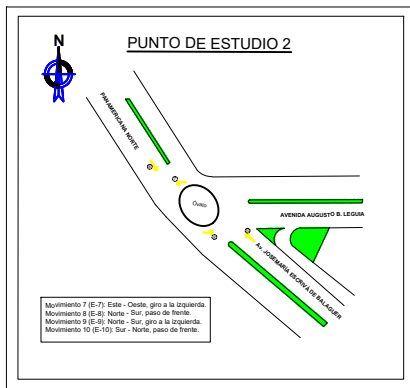 PUNTO DE ESTUDIO 2
N
PANAMERICANA NORTE
Óvalo
AVENIDA AUGUSTO B. LEGUIA
Av. JOSEMARIA ESCRIVA DE BALAGUER
Movimiento 7 (E-7): Este - Oeste, giro a la izquierda.
Movimiento 8 (E-8): Norte - Sur, paso de frente.
Movimiento 9 (E-9): Norte - Sur, giro a la izquierda.
Movimiento 10 (E-10): Sur - Norte, paso de frente.